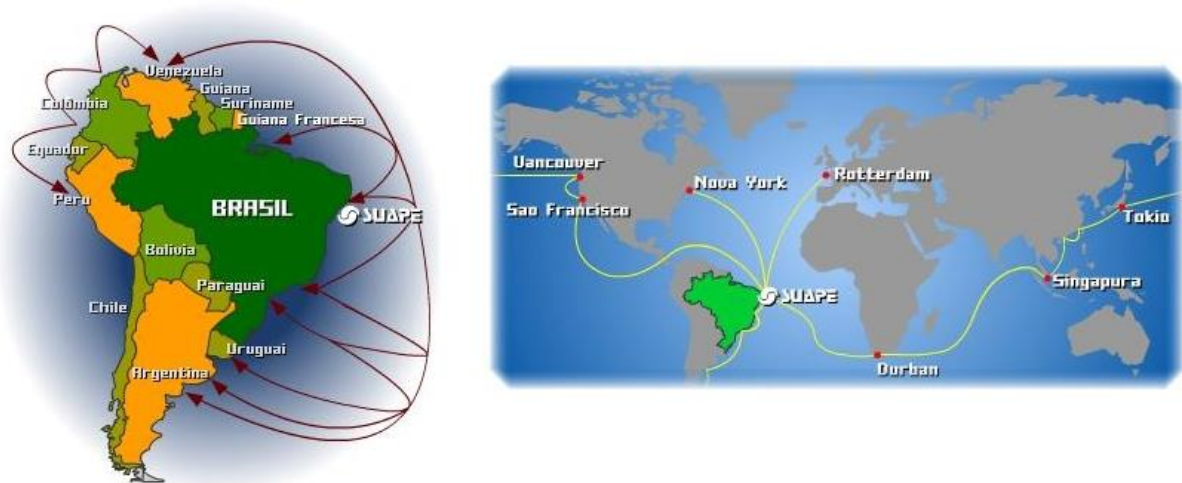 Venezuela
Guiana
Suriname
Guiana Francesa
Colômbia
Equador
Peru
BRASIL
SUAPE
Bolívia
Paraguai
Chile
Uruguai
Argentina
Vancouver
Nova York
Rotterdam
Sao Francisco
Tokio
Singapura
SUAPE
Durban